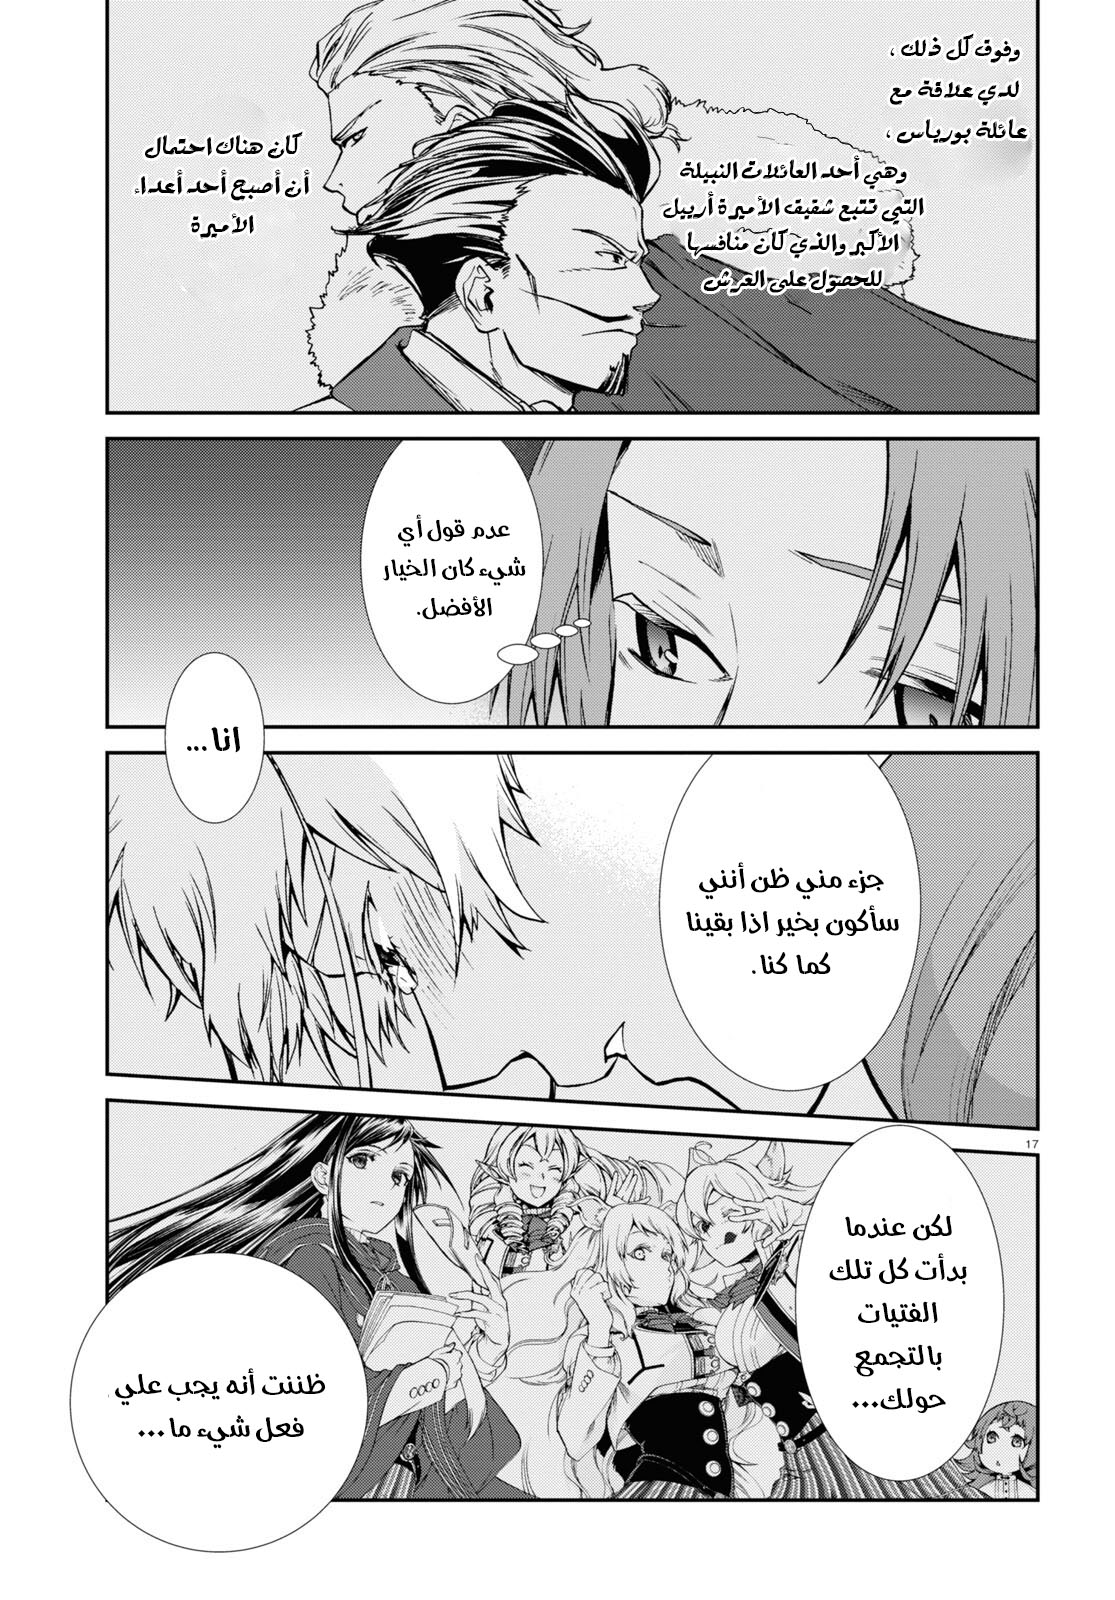 وفوق كل ذلك ،
لدي علاقة مع
عائلة بورياس ،
وهي أحد العائلات النبيلة
التي تتبع شقيق الأميرة أرييل
الأكبر والذي كان منافسها
للحصول على العرش
كان هناك احتمال
أن أصبح أحد أعداء
الأميرة
عدم قول أي
شيء كان الخيار
الأفضل.
انا ...
جزء مني ظن أنني
سأكون بخير اذا بقينا
كما كنا.
17
لكن عندما
بدأت كل تلك
الفتيات
بالتجمع
حولك...
ظننت أنه يجب علي
فعل شيء ما ...